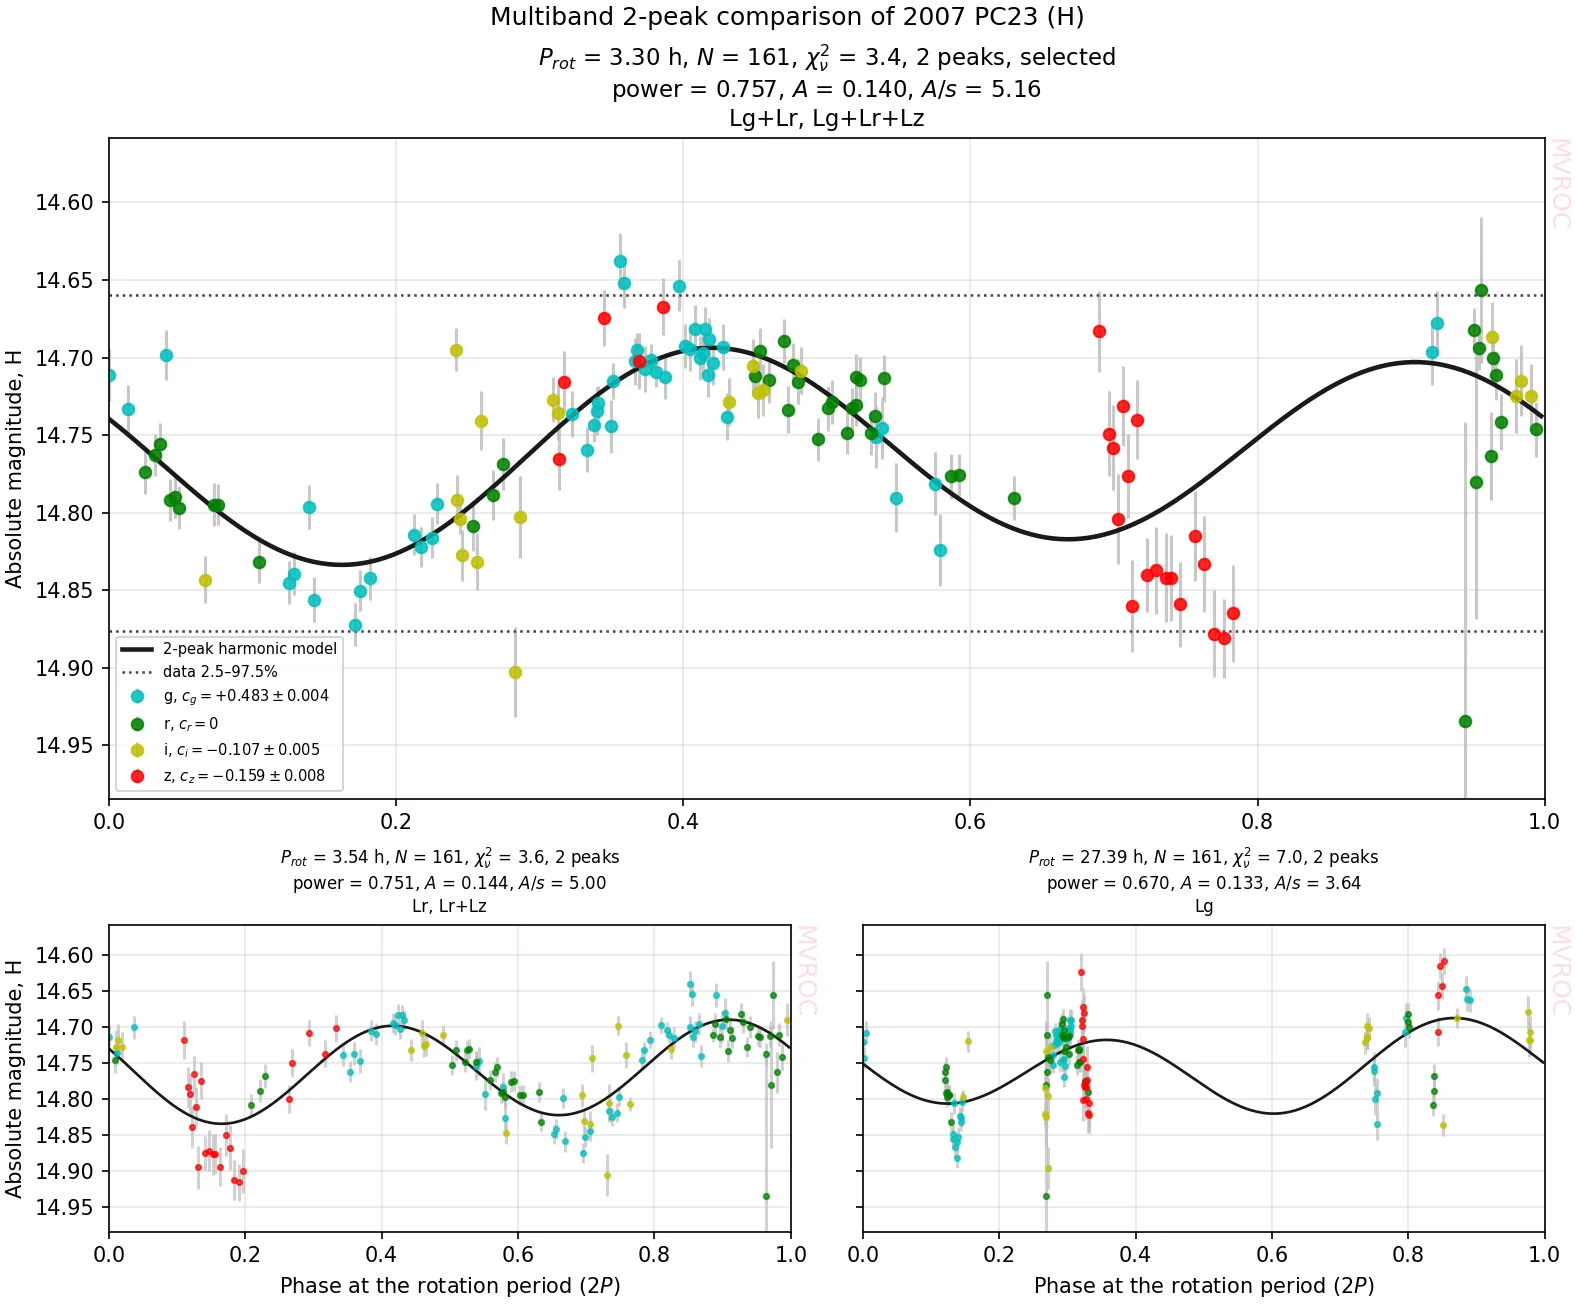 Multiband 2-peak comparison of 2007 PC23 (H)
P_rot = 3.30 h, N = 161, χ²_ν = 3.4, 2 peaks, selected
power = 0.757, A = 0.140, A/s = 5.16
Lg+Lr, Lg+Lr+Lz
MVROC
Absolute magnitude, H
14.60
14.65
14.70
14.75
14.80
14.85
14.90
14.95
2-peak harmonic model
data 2.5–97.5%
g, c_g = +0.483 ± 0.004
r, c_r = 0
i, c_i = −0.107 ± 0.005
z, c_z = −0.159 ± 0.008
0.0 0.2 0.4 0.6 0.8 1.0
P_rot = 3.54 h, N = 161, χ²_ν = 3.6, 2 peaks
power = 0.751, A = 0.144, A/s = 5.00
Lr, Lr+Lz
MVROC
Absolute magnitude, H
14.60
14.65
14.70
14.75
14.80
14.85
14.90
14.95
0.0 0.2 0.4 0.6 0.8 1.0
Phase at the rotation period (2P)
P_rot = 27.39 h, N = 161, χ²_ν = 7.0, 2 peaks
power = 0.670, A = 0.133, A/s = 3.64
Lg
MVROC
0.0 0.2 0.4 0.6 0.8 1.0
Phase at the rotation period (2P)